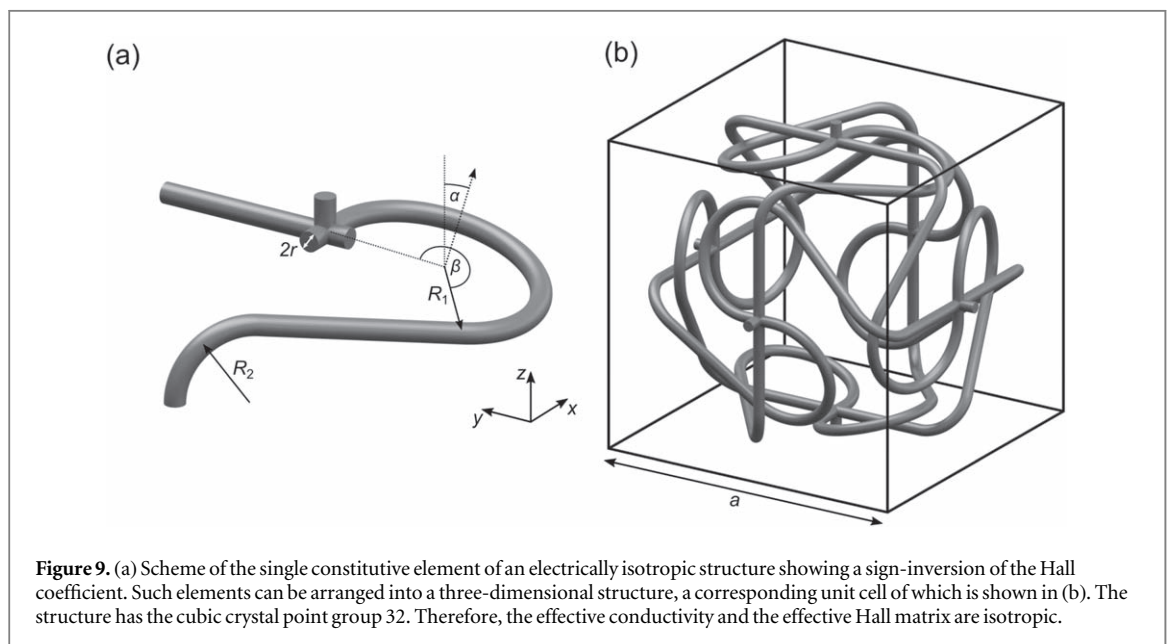 (a)
(b)
α
β
2r
R1
R2
z
y
x
a
Figure 9. (a) Scheme of the single constitutive element of an electrically isotropic structure showing a sign-inversion of the Hall
coefficient. Such elements can be arranged into a three-dimensional structure, a corresponding unit cell of which is shown in (b). The
structure has the cubic crystal point group 32. Therefore, the effective conductivity and the effective Hall matrix are isotropic.